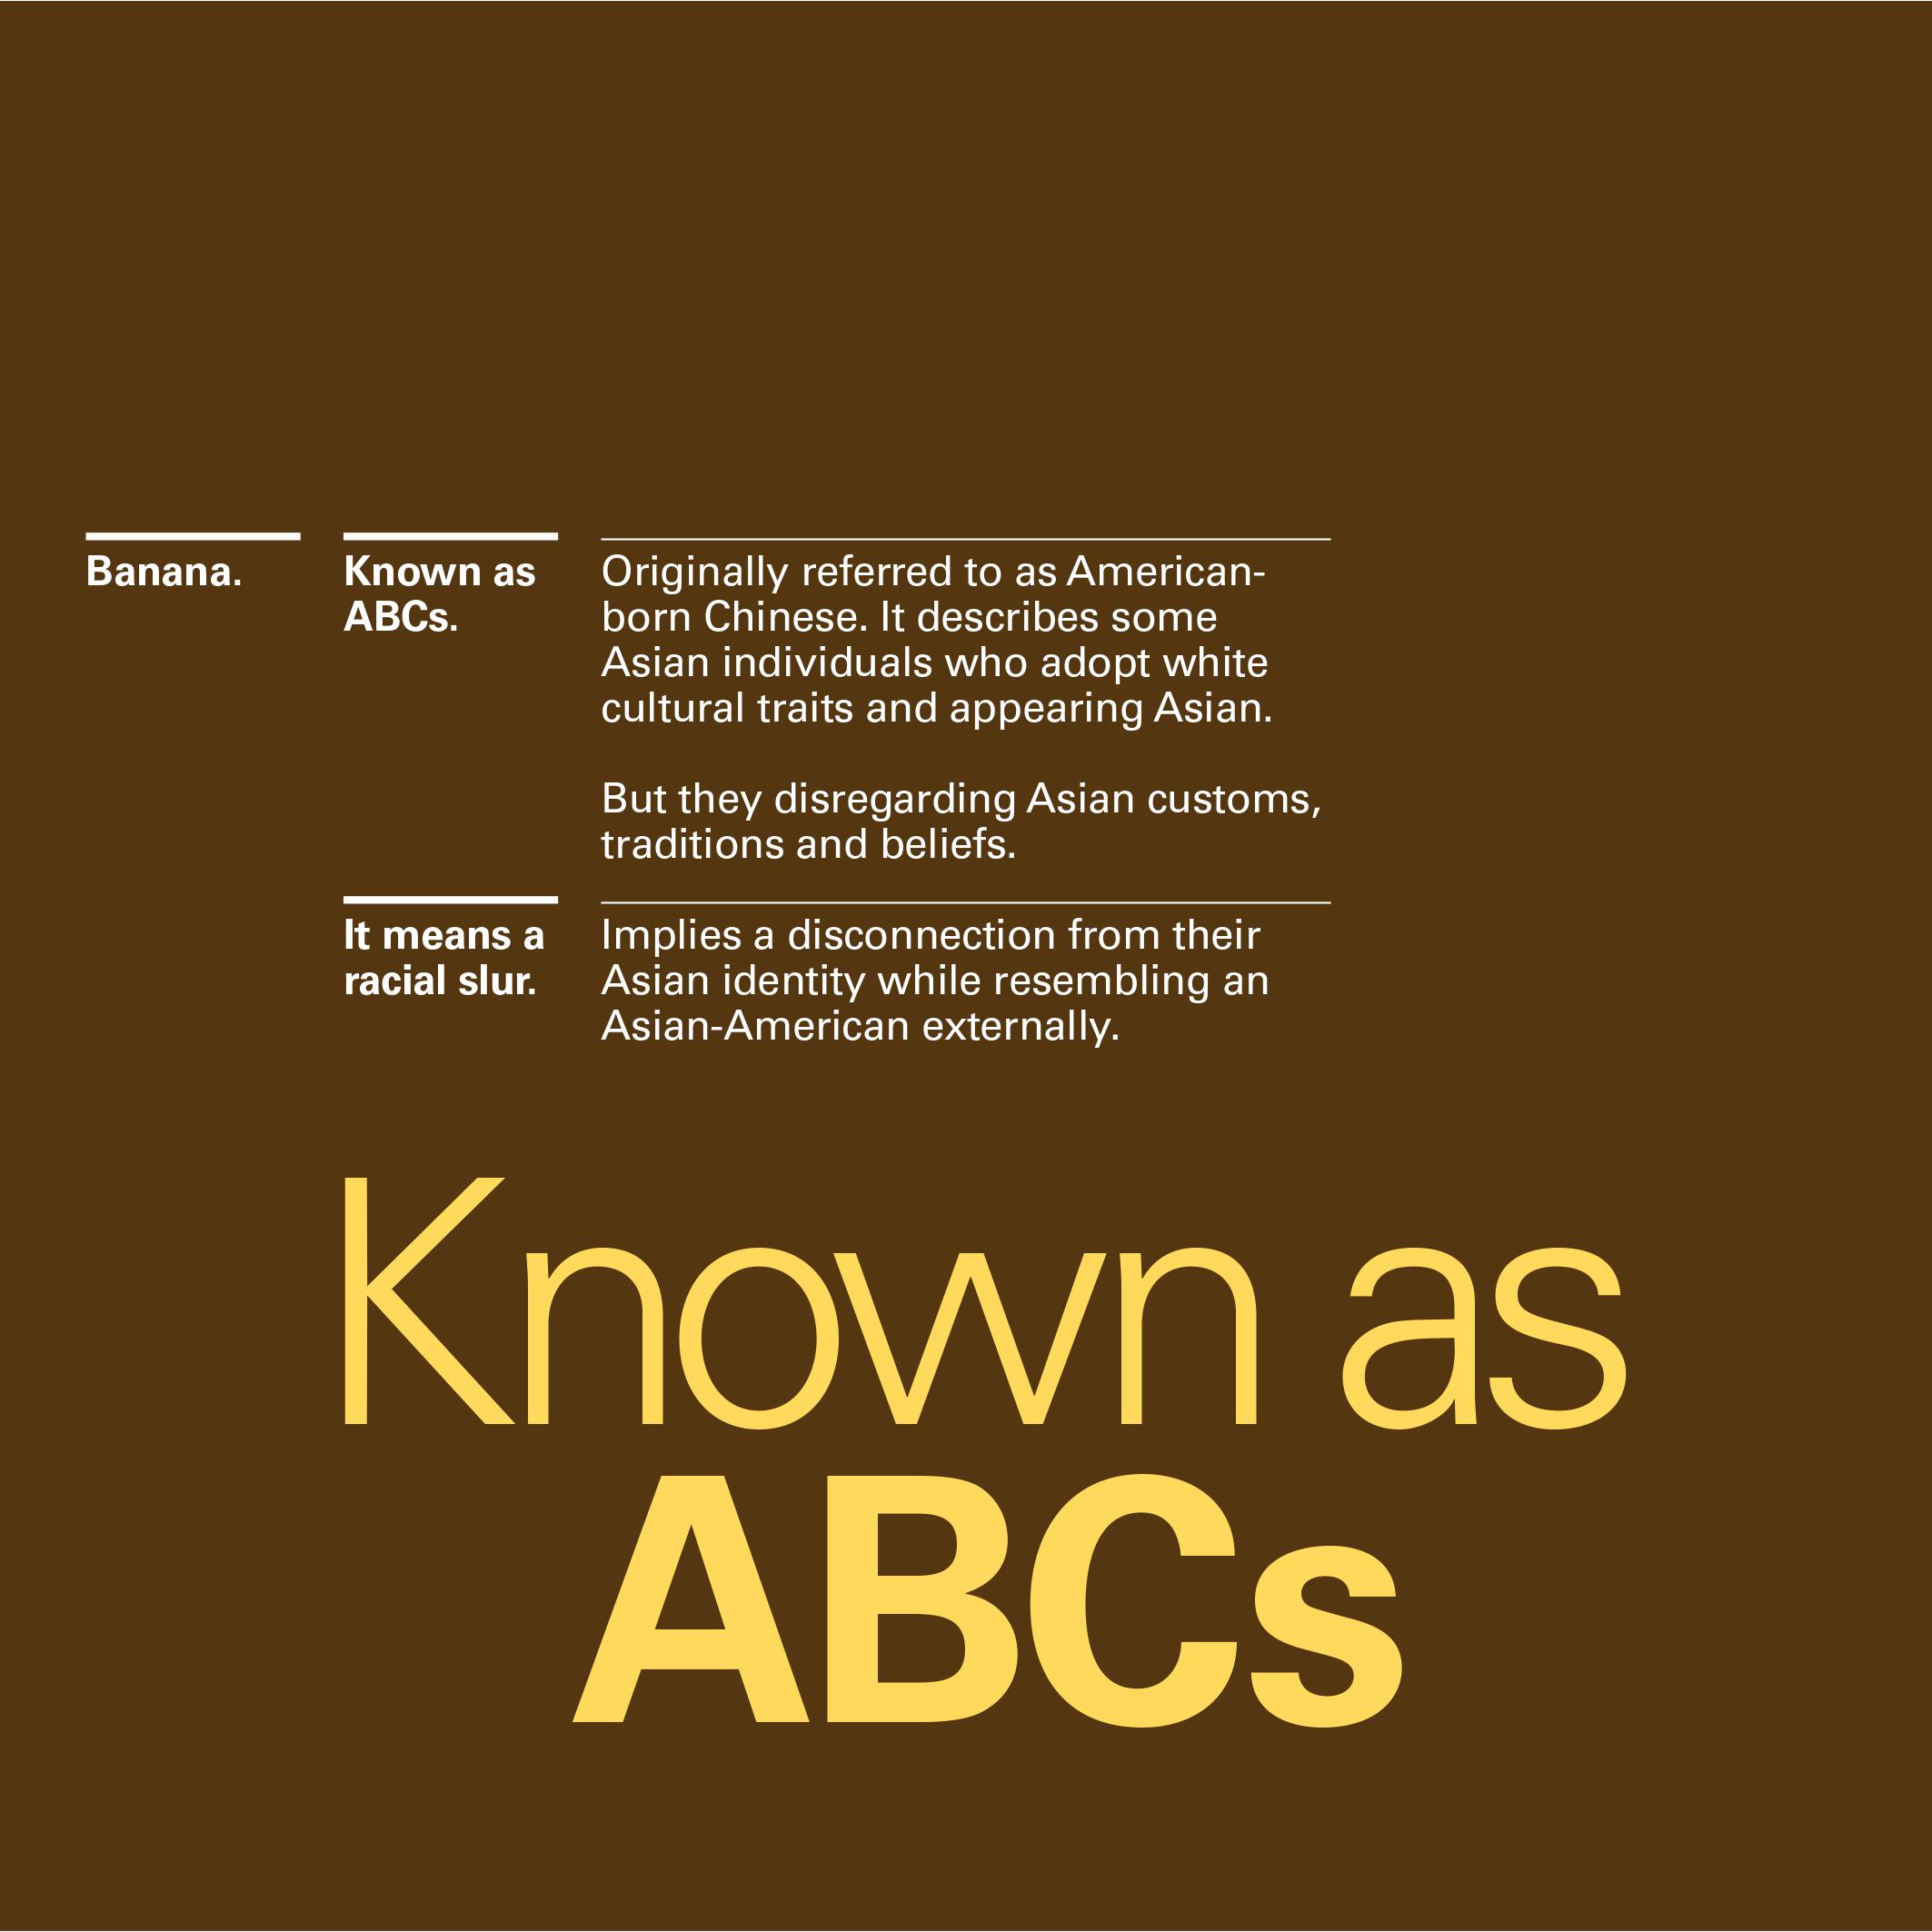 Banana.
Known as
ABCs.
Originally referred to as American-
born Chinese. It describes some
Asian individuals who adopt white
cultural traits and appearing Asian.
But they disregarding Asian customs,
traditions and beliefs.
It means a
racial slur.
Implies a disconnection from their
Asian identity while resembling an
Asian-American externally.
Known as
ABCs